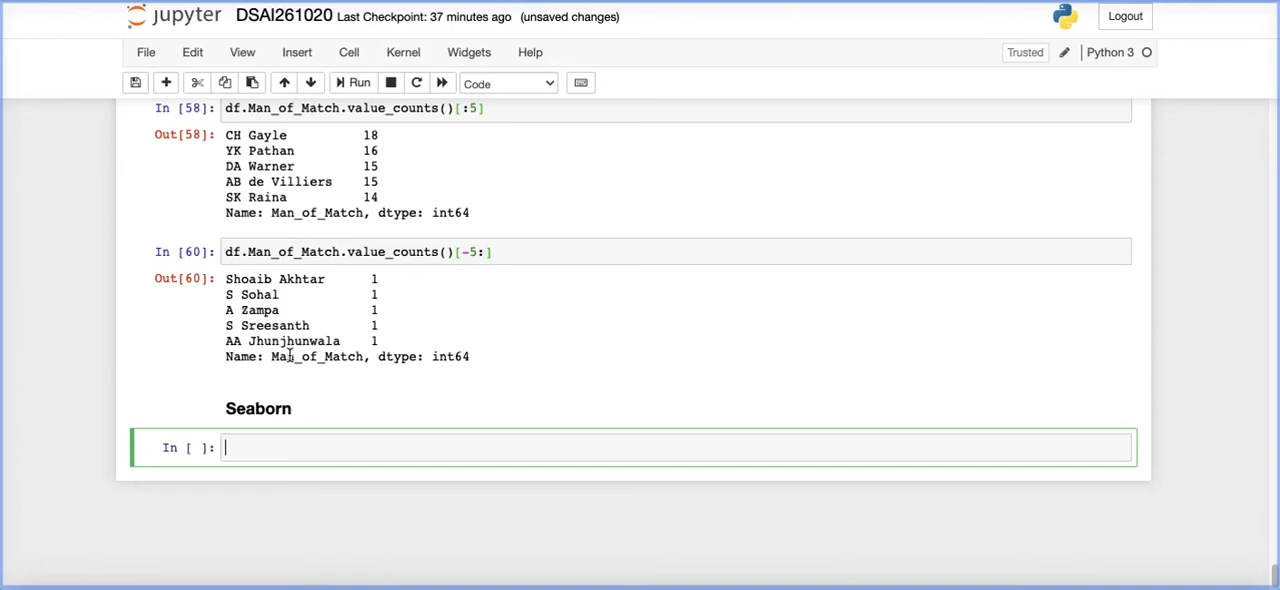 jupyter DSAI261020 Last Checkpoint: 37 minutes ago (unsaved changes) Logout
File Edit View Insert Cell Kernel Widgets Help Trusted Python 3
Run Code
In [58]: df.Man_of_Match.value_counts()[:5]
Out[58]: CH Gayle 18
YK Pathan 16
DA Warner 15
AB de Villiers 15
SK Raina 14
Name: Man_of_Match, dtype: int64
In [60]: df.Man_of_Match.value_counts()[-5:]
Out[60]: Shoaib Akhtar 1
S Sohal 1
A Zampa 1
S Sreesanth 1
AA Jhunjhunwala 1
Name: Man_of_Match, dtype: int64
Seaborn
In [ ]: